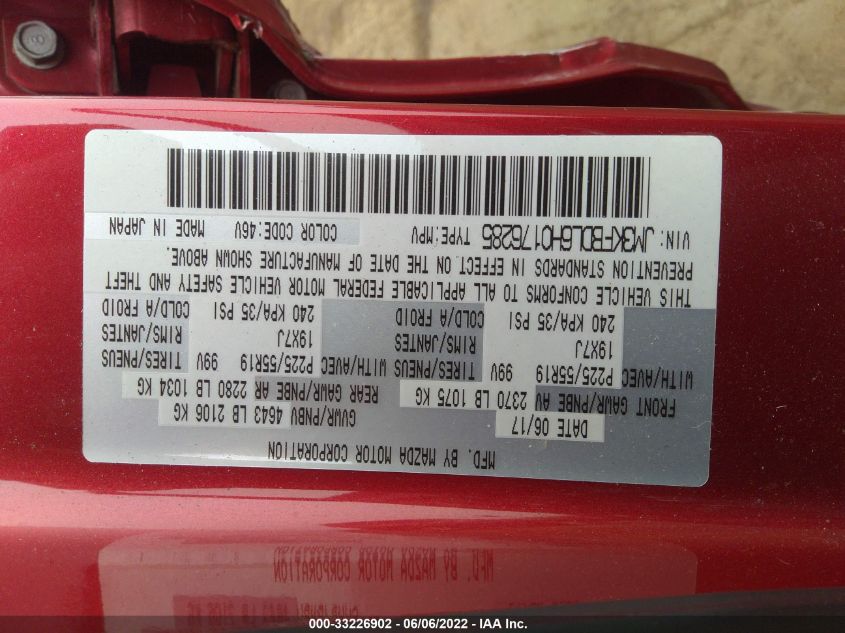 MFD. BY MAZDA MOTOR CORPORATION
DATE 06/17 GVWR/PNBV 4643 LB 2106 KG
FRONT GAWR/PNBE AV 2370 LB 1075 KG REAR GAWR/PNBE AR 2280 LB 1034 KG
WITH/AVEC P225/55R19 99V TIRES/PNEUS WITH/AVEC P225/55R19 99V TIRES/PNEUS
19X7J RIMS/JANTES 19X7J RIMS/JANTES
240 KPA/35 PSI COLD/A FROID 240 KPA/35 PSI COLD/A FROID
THIS VEHICLE CONFORMS TO ALL APPLICABLE FEDERAL MOTOR VEHICLE SAFETY AND THEFT
PREVENTION STANDARDS IN EFFECT ON THE DATE OF MANUFACTURE SHOWN ABOVE.
VIN: JM3KFBDL6H0176285 TYPE:MPV COLOR CODE:46V MADE IN JAPAN
MFD. BY MAZDA MOTOR CORPORATION
000-33226902 - 06/06/2022 - IAA Inc.